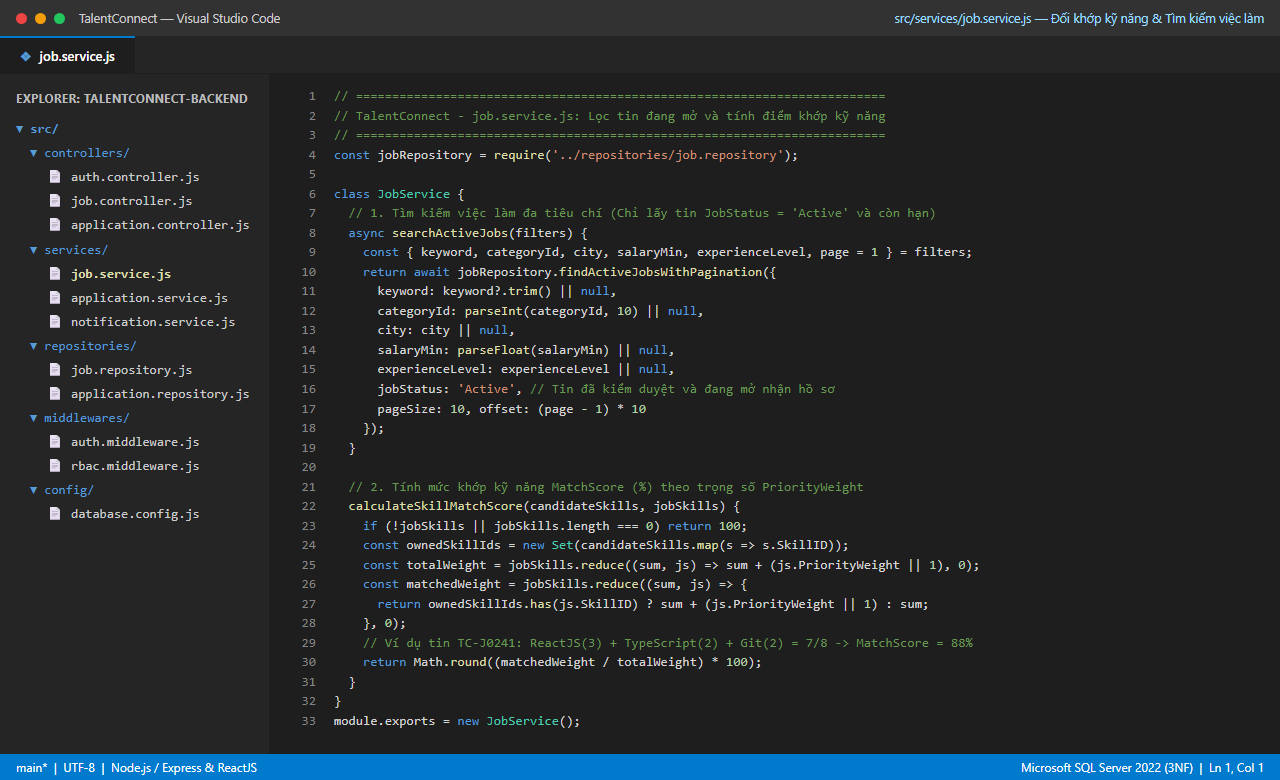 TalentConnect — Visual Studio Code
src/services/job.service.js — Đối khớp kỹ năng & Tìm kiếm việc làm
job.service.js
EXPLORER: TALENTCONNECT-BACKEND
▼ src/
▼ controllers/
auth.controller.js
job.controller.js
application.controller.js
▼ services/
job.service.js
application.service.js
notification.service.js
▼ repositories/
job.repository.js
application.repository.js
▼ middlewares/
auth.middleware.js
rbac.middleware.js
▼ config/
database.config.js
1 // =========================================================================
2 // TalentConnect - job.service.js: Lọc tin đang mở và tính điểm khớp kỹ năng
3 // =========================================================================
4 const jobRepository = require('../repositories/job.repository');
5
6 class JobService {
7   // 1. Tìm kiếm việc làm đa tiêu chí (Chỉ lấy tin JobStatus = 'Active' và còn hạn)
8   async searchActiveJobs(filters) {
9     const { keyword, categoryId, city, salaryMin, experienceLevel, page = 1 } = filters;
10     return await jobRepository.findActiveJobsWithPagination({
11       keyword: keyword?.trim() || null,
12       categoryId: parseInt(categoryId, 10) || null,
13       city: city || null,
14       salaryMin: parseFloat(salaryMin) || null,
15       experienceLevel: experienceLevel || null,
16       jobStatus: 'Active', // Tin đã kiểm duyệt và đang mở nhận hồ sơ
17       pageSize: 10, offset: (page - 1) * 10
18     });
19   }
20
21   // 2. Tính mức khớp kỹ năng MatchScore (%) theo trọng số PriorityWeight
22   calculateSkillMatchScore(candidateSkills, jobSkills) {
23     if (!jobSkills || jobSkills.length === 0) return 100;
24     const ownedSkillIds = new Set(candidateSkills.map(s => s.SkillID));
25     const totalWeight = jobSkills.reduce((sum, js) => sum + (js.PriorityWeight || 1), 0);
26     const matchedWeight = jobSkills.reduce((sum, js) => {
27       return ownedSkillIds.has(js.SkillID) ? sum + (js.PriorityWeight || 1) : sum;
28     }, 0);
29     // Ví dụ tin TC-J0241: ReactJS(3) + TypeScript(2) + Git(2) = 7/8 -> MatchScore = 88%
30     return Math.round((matchedWeight / totalWeight) * 100);
31   }
32 }
33 module.exports = new JobService();
main* | UTF-8 | Node.js / Express & ReactJS
Microsoft SQL Server 2022 (3NF) | Ln 1, Col 1